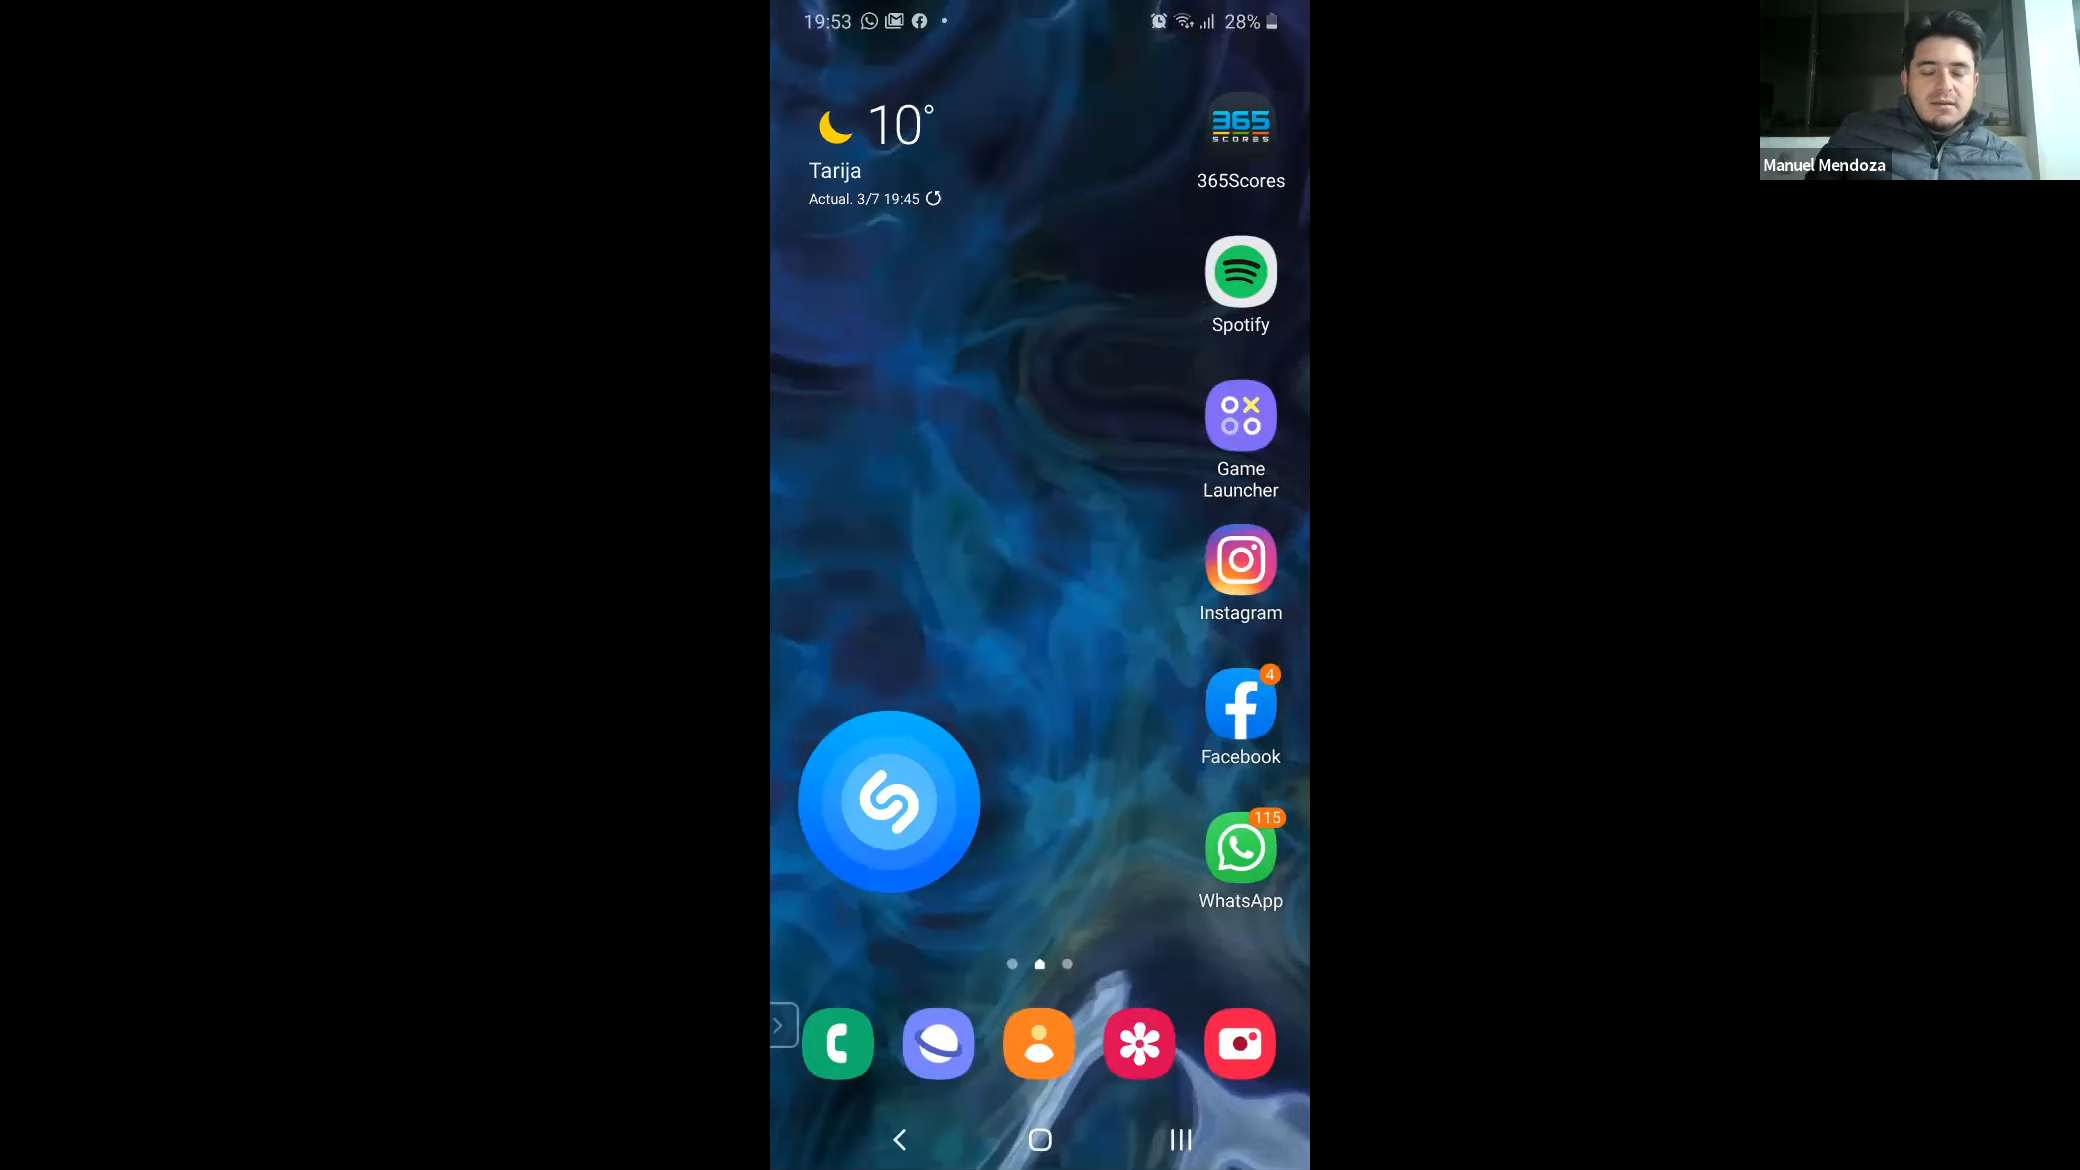 19:53
28%
10°
Tarija
Actual. 3/7 19:45
365
SCORES
365Scores
Spotify
Game
Launcher
Instagram
4
Facebook
115
WhatsApp
Manuel Mendoza